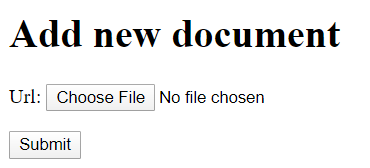 Add new document
Url: Choose File No file chosen
Submit